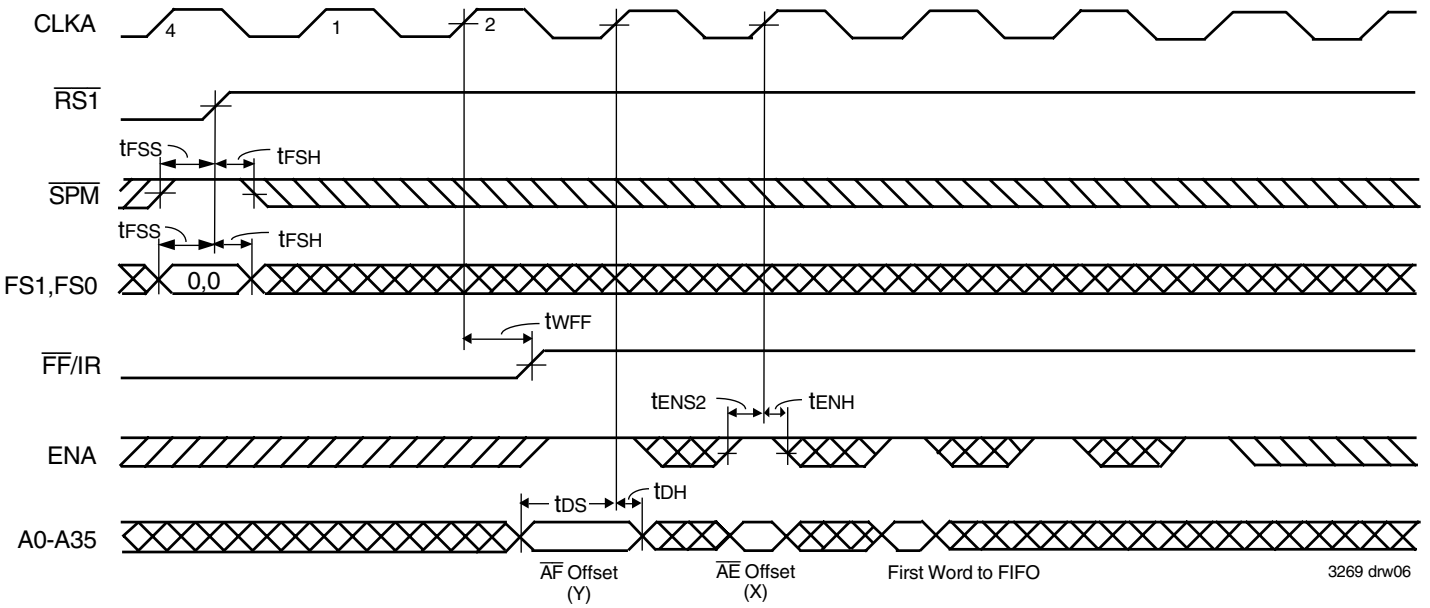 CLKA 4 1 2
RS1
tFSS tFSH
SPM
tFSS tFSH
FS1,FS0 0,0
tWFF
FF/IR
tENS2 tENH
ENA
tDS tDH
A0-A35
AF Offset AE Offset First Word to FIFO 3269 drw06
(Y) (X)